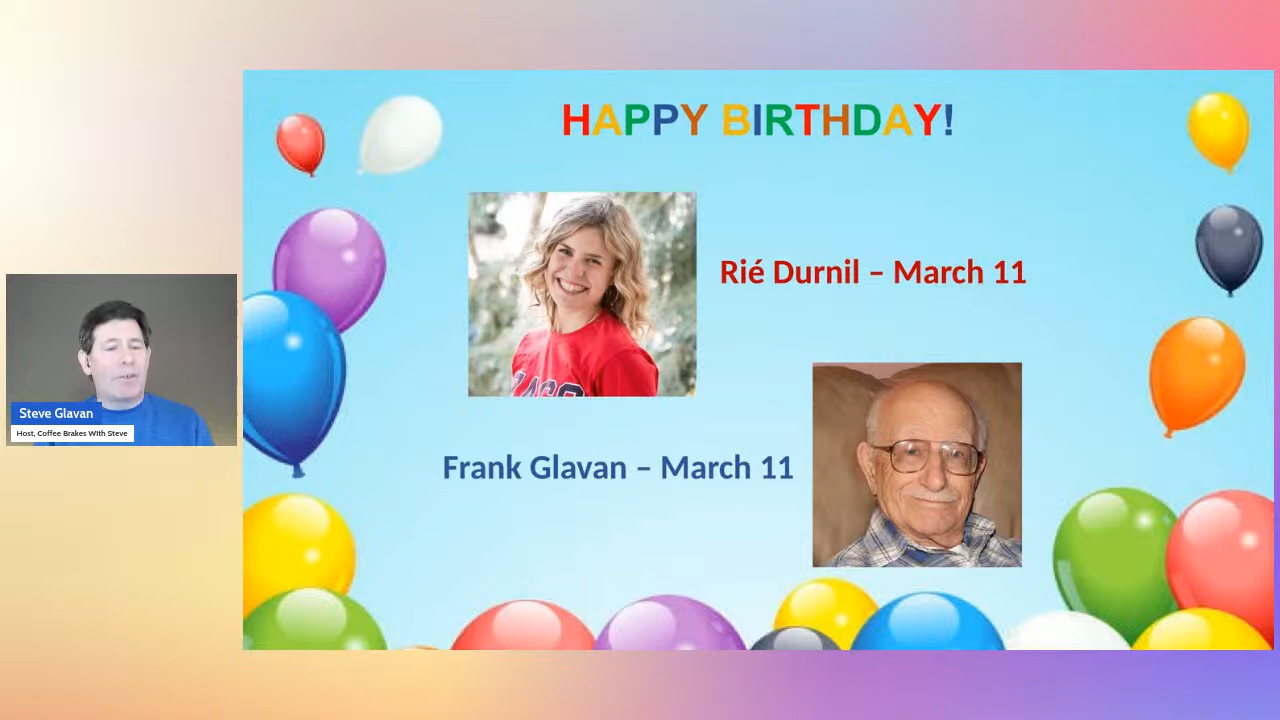 HAPPY BIRTHDAY!
Rié Durnil – March 11
Steve Glavan
Host, Coffee Brakes With Steve
Frank Glavan – March 11